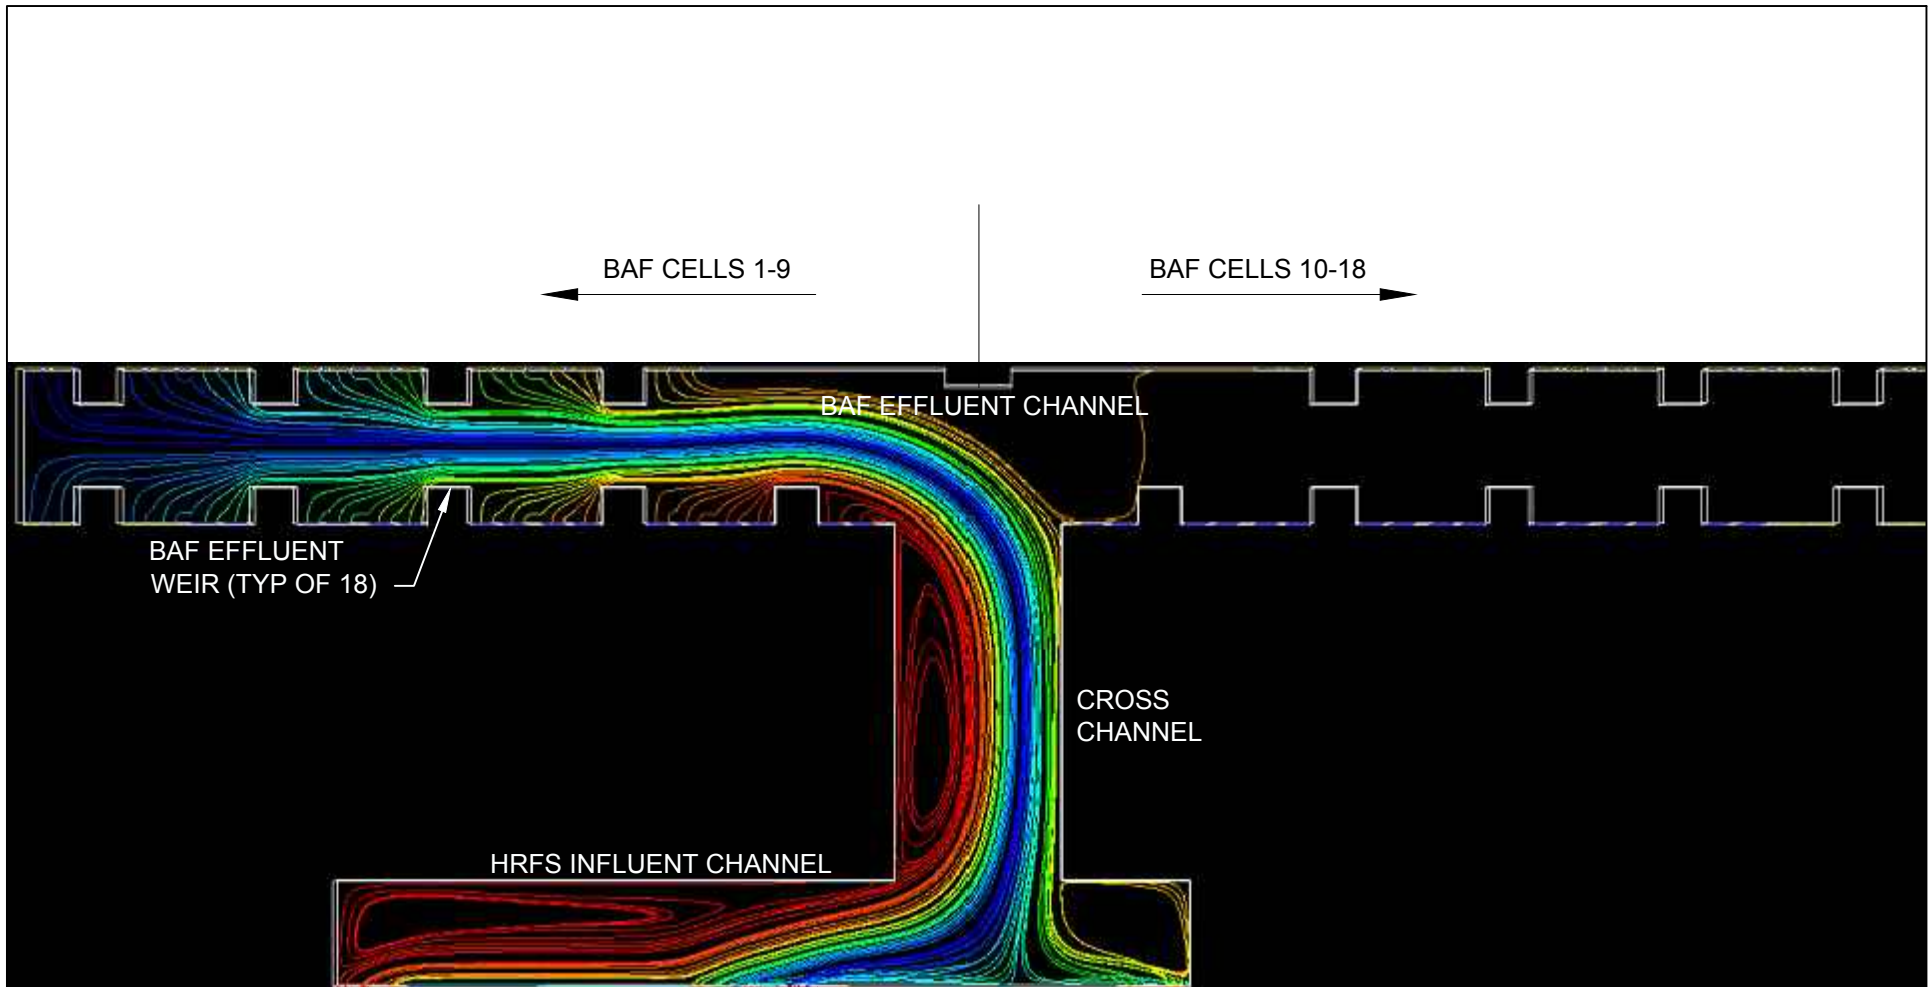 BAF CELLS 1-9
BAF CELLS 10-18
BAF EFFLUENT CHANNEL
BAF EFFLUENT
WEIR (TYP OF 18)
CROSS
CHANNEL
HRFS INFLUENT CHANNEL